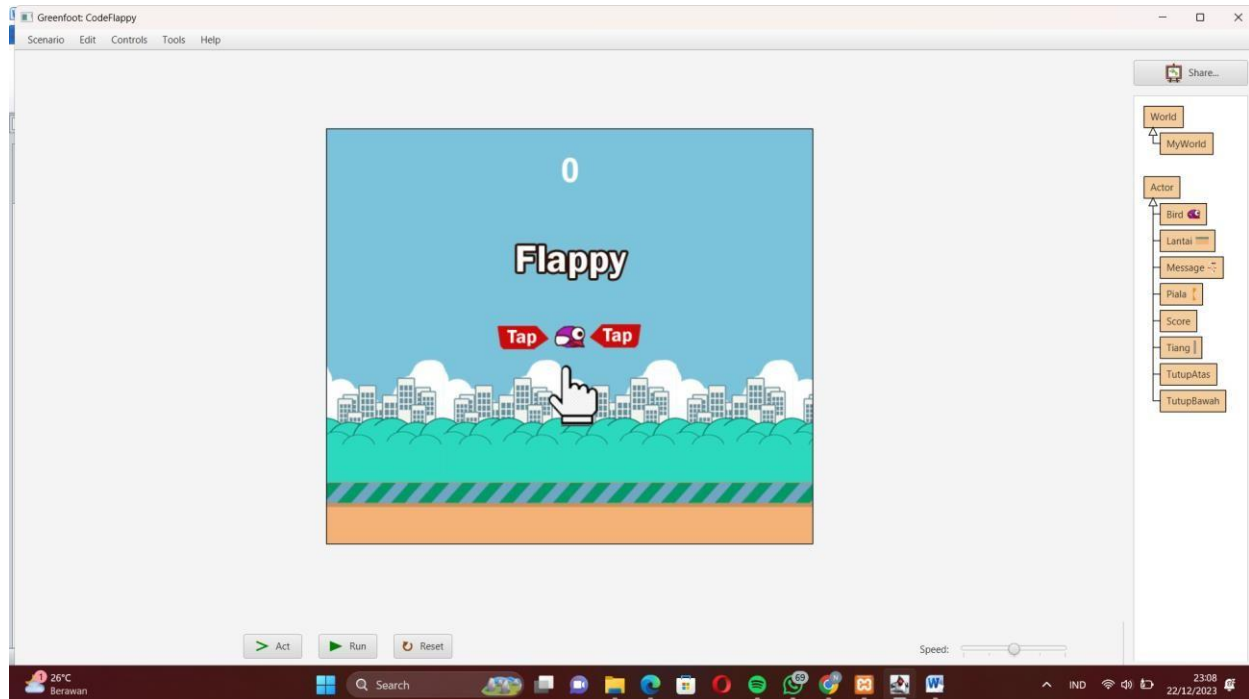 Greenfoot: CodeFlappy
Scenario Edit Controls Tools Help
Share...
World
MyWorld
Actor
Bird
Lantai
Message
Piala
Score
Tiang
TutupAtas
TutupBawah
0
Flappy
Tap Tap
Act Run Reset
Speed:
26°C
Berawan
Search
69
IND
23:08
22/12/2023